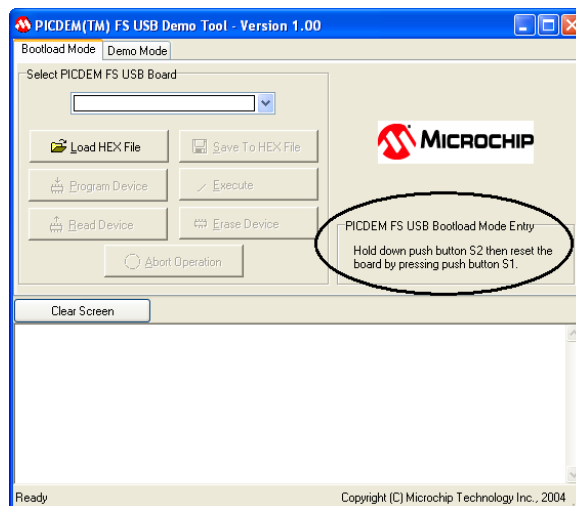 PICDEM(TM) FS USB Demo Tool - Version 1.00
Bootload Mode
Demo Mode
Select PICDEM FS USB Board
Load HEX File
Save To HEX File
Program Device
Execute
Read Device
Erase Device
Abort Operation
MICROCHIP
PICDEM FS USB Bootload Mode Entry
Hold down push button S2 then reset the
board by pressing push button S1.
Clear Screen
Ready
Copyright (C) Microchip Technology Inc., 2004